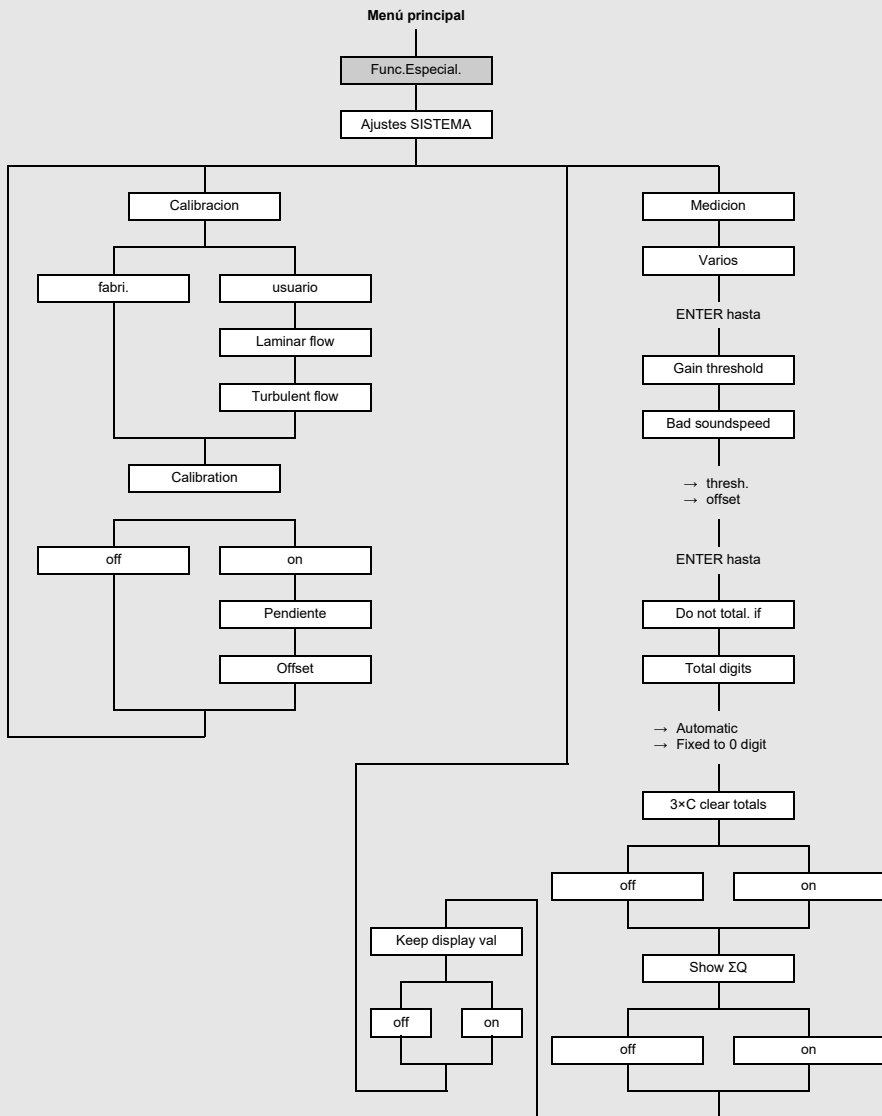 Menú principal
Func.Especial.
Ajustes SISTEMA
Calibracion
fabri.
usuario
Laminar flow
Turbulent flow
Calibration
off
on
Pendiente
Offset
Medicion
Varios
ENTER hasta
Gain threshold
Bad soundspeed
→ thresh.
→ offset
ENTER hasta
Do not total. if
Total digits
→ Automatic
→ Fixed to 0 digit
3×C clear totals
off
on
Show ΣQ
off
on
Keep display val
off
on